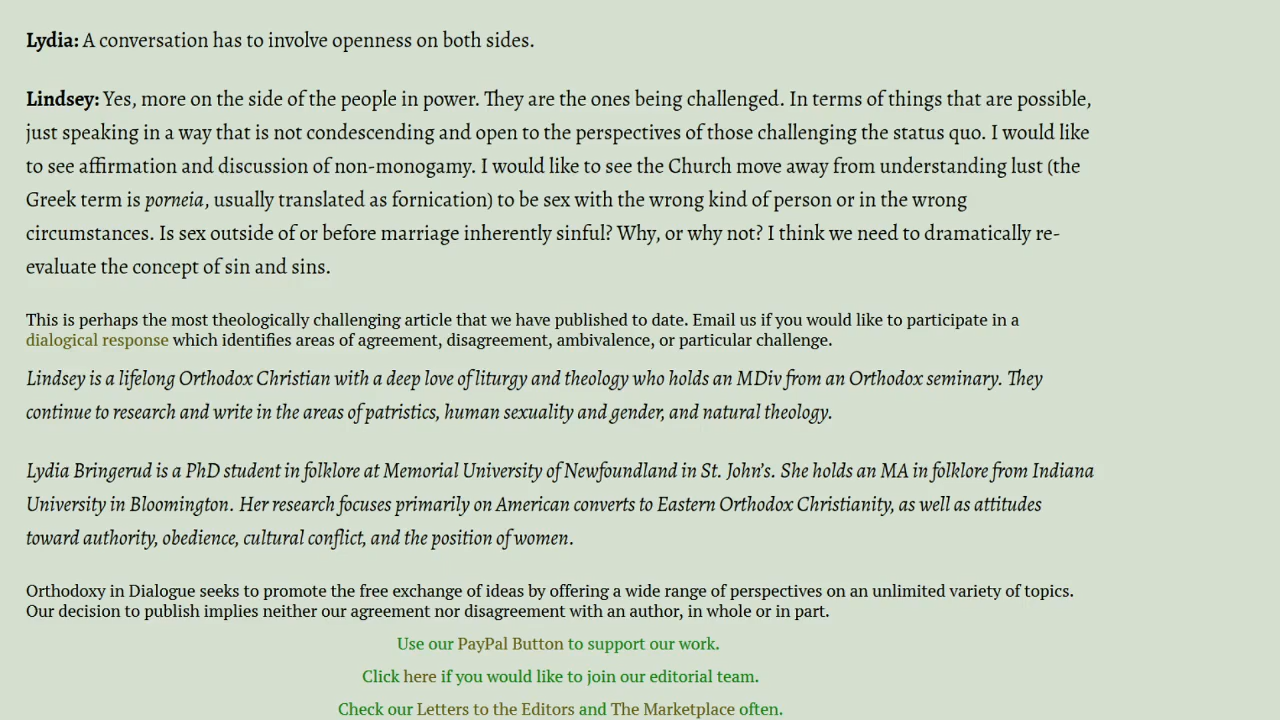 Lydia: A conversation has to involve openness on both sides.
Lindsey: Yes, more on the side of the people in power. They are the ones being challenged. In terms of things that are possible,
just speaking in a way that is not condescending and open to the perspectives of those challenging the status quo. I would like
to see affirmation and discussion of non-monogamy. I would like to see the Church move away from understanding lust (the
Greek term is porneia, usually translated as fornication) to be sex with the wrong kind of person or in the wrong
circumstances. Is sex outside of or before marriage inherently sinful? Why, or why not? I think we need to dramatically re-
evaluate the concept of sin and sins.
This is perhaps the most theologically challenging article that we have published to date. Email us if you would like to participate in a
dialogical response which identifies areas of agreement, disagreement, ambivalence, or particular challenge.
Lindsey is a lifelong Orthodox Christian with a deep love of liturgy and theology who holds an MDiv from an Orthodox seminary. They
continue to research and write in the areas of patristics, human sexuality and gender, and natural theology.
Lydia Bringerud is a PhD student in folklore at Memorial University of Newfoundland in St. John's. She holds an MA in folklore from Indiana
University in Bloomington. Her research focuses primarily on American converts to Eastern Orthodox Christianity, as well as attitudes
toward authority, obedience, cultural conflict, and the position of women.
Orthodoxy in Dialogue seeks to promote the free exchange of ideas by offering a wide range of perspectives on an unlimited variety of topics.
Our decision to publish implies neither our agreement nor disagreement with an author, in whole or in part.
Use our PayPal Button to support our work.
Click here if you would like to join our editorial team.
Check our Letters to the Editors and The Marketplace often.